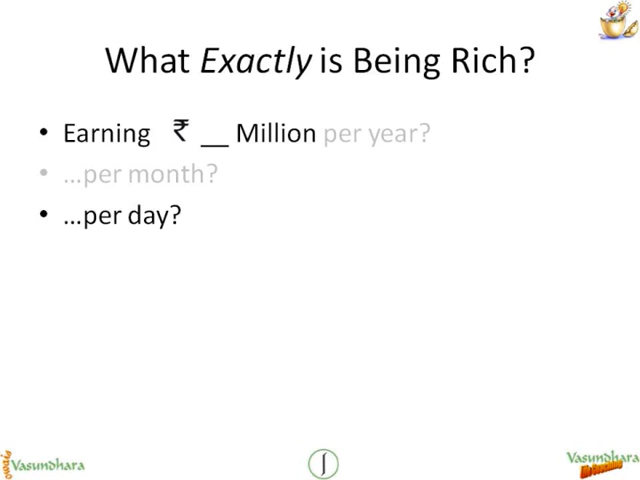 What Exactly is Being Rich?
• Earning ₹ __ Million per year?
• …per month?
• …per day?
Vasundhara
Vasundhara